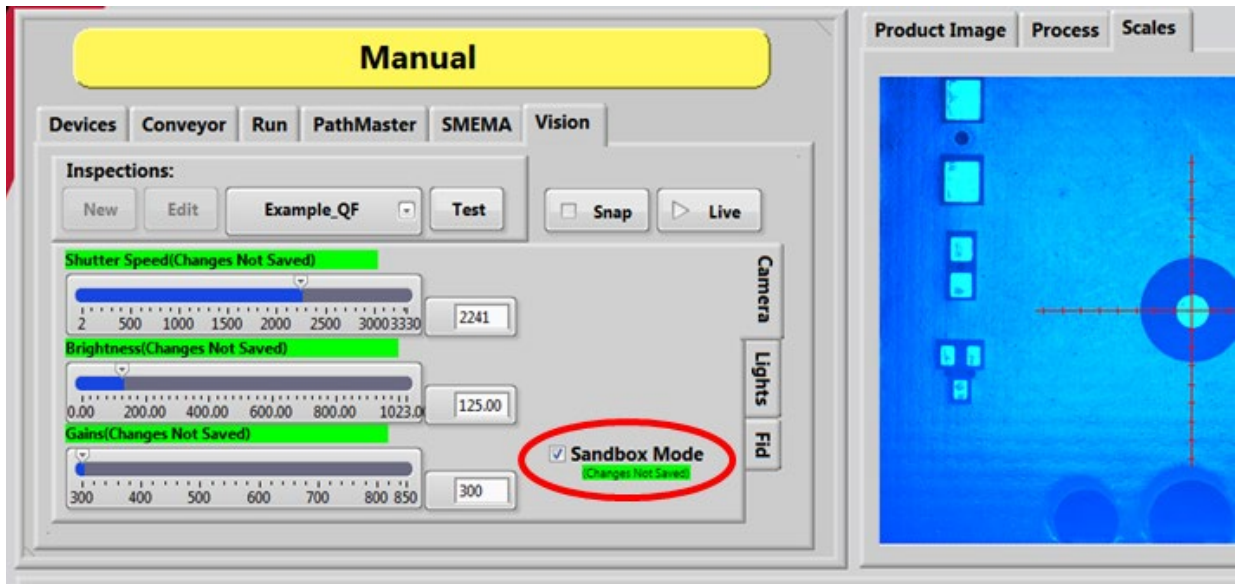 Manual
Product Image Process Scales
Devices Conveyor Run PathMaster SMEMA Vision
Inspections:
New Edit Example_QF Test Snap Live
Shutter Speed(Changes Not Saved)
2 500 1000 1500 2000 2500 3000 3330
2241
Brightness(Changes Not Saved)
0.00 200.00 400.00 600.00 800.00 1023.0
125.00
Gains(Changes Not Saved)
300 400 500 600 700 800 850
300
Sandbox Mode
(Changes Not Saved)
Camera
Lights
Fid